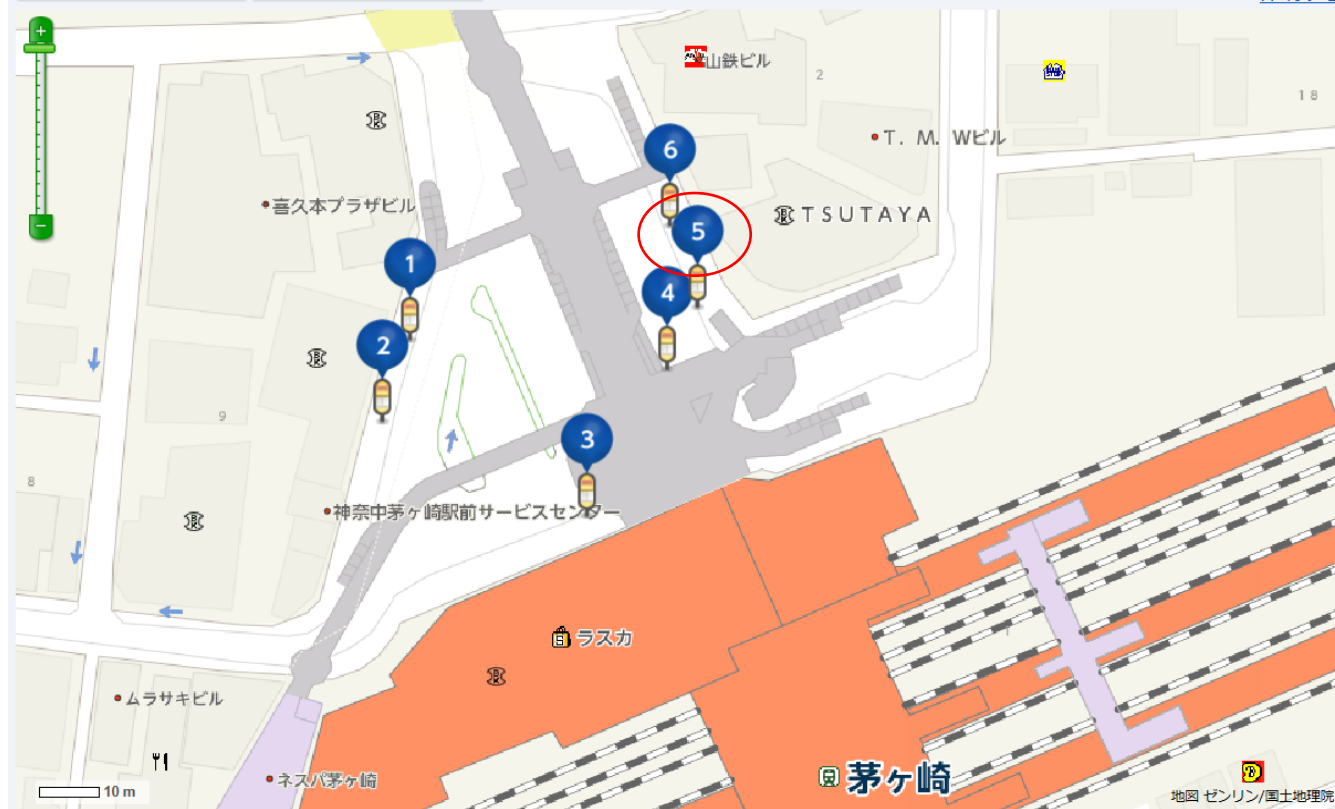 山鉄ビル
2
18
T. M. Wビル
6
喜久本プラザビル
TSUTAYA
5
1
4
2
9
3
8
神奈中茅ヶ崎駅前サービスセンター
ラスカ
ムラサキビル
ネスパ茅ヶ崎
茅ヶ崎
10 m
地図 ゼンリン/国土地理院